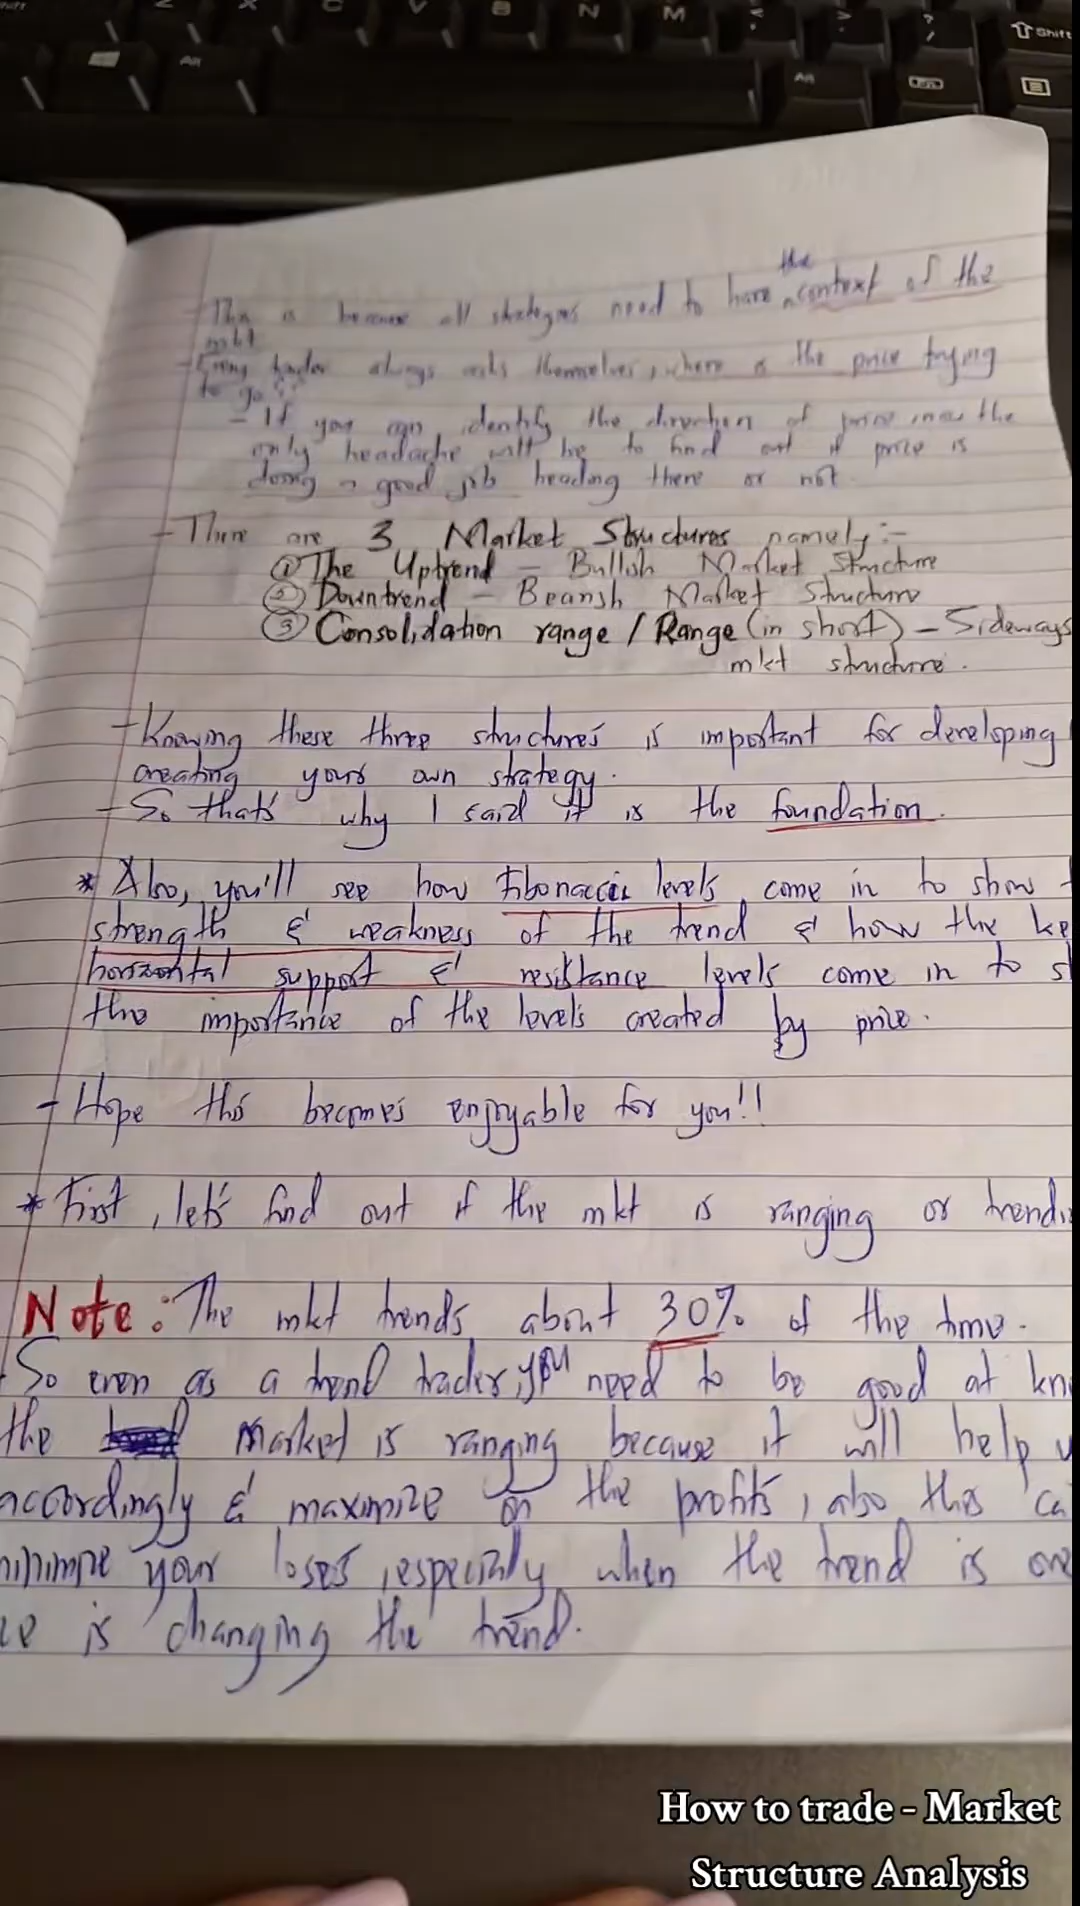 Shift
C V B N M < > ?
Alt
Alt
Shift
the
This is because all strategies need to have context of the
mkt
- Every trader always asks themselves, where is the price trying
to go??
- If you can identify the direction of price now the
only headache will be to find out if price is
doing a good job heading there or not
- There are 3 Market Structures namely:-
① The Uptrend - Bullish Market Structure
② Downtrend - Bearish Market Structure
③ Consolidation range / Range (in short) - Sideways
mkt structure.
- Knowing these three structures is important for developing
creating your own strategy.
- So that's why I said it is the foundation.
* Also, you'll see how Fibonacci levels come in to show
strength & weakness of the trend & how the ke
horizontal support & resistance levels come in to s
the importance of the levels created by price.
- Hope this becomes enjoyable for you!!
* First, let's find out if the mkt is ranging or trendi
Note: The mkt trends about 30% of the time.
- So even as a trend trader, you need to be good at kn
the market is ranging because it will help
accordingly & maximize on the profits, also this ca
minimize your loses, especially when the trend is ove
ce is changing the trend.
How to trade - Market
Structure Analysis